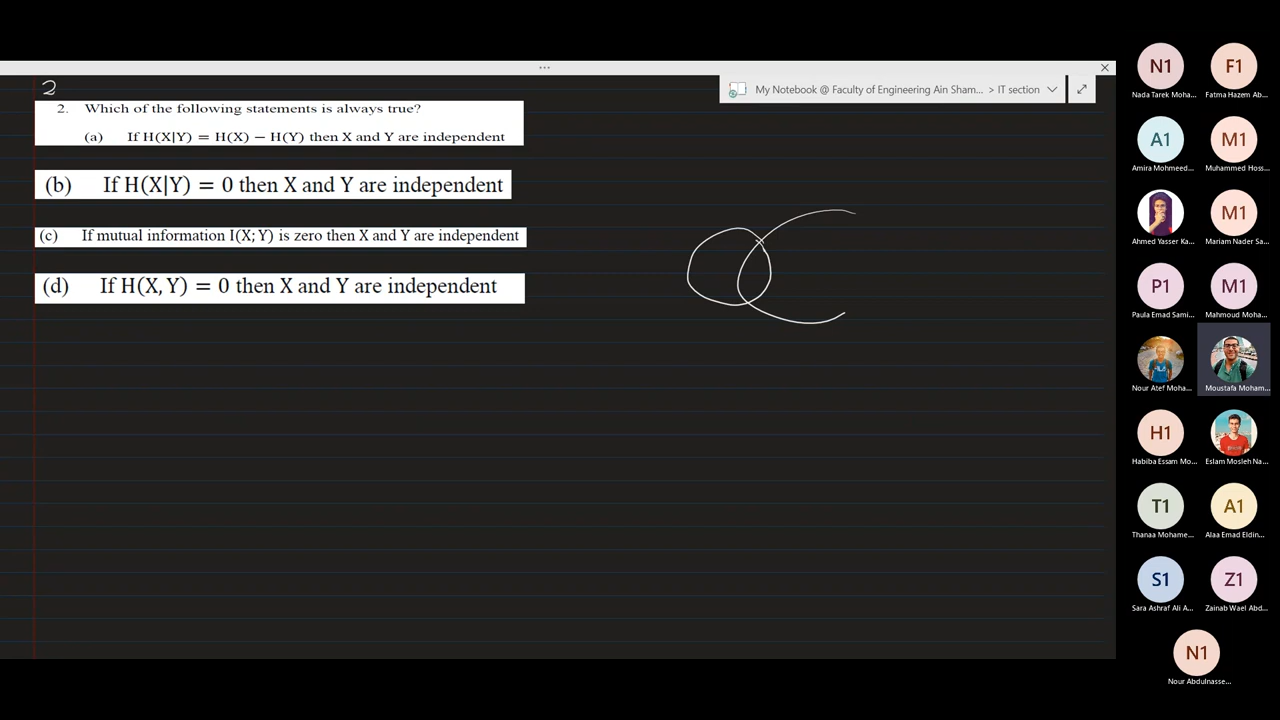 2
2. Which of the following statements is always true?
(a) If H(X|Y) = H(X) − H(Y) then X and Y are independent
(b) If H(X|Y) = 0 then X and Y are independent
(c) If mutual information I(X; Y) is zero then X and Y are independent
(d) If H(X, Y) = 0 then X and Y are independent
My Notebook @ Faculty of Engineering Ain Sham... > IT section
N1
Nada Tarek Moha...
F1
Fatma Hazem Ab...
A1
Amira Mohmeed...
M1
Muhammed Hoss...
Ahmed Yasser Ka...
M1
Mariam Nader Sa...
P1
Paula Emad Sami...
M1
Mahmoud Moha...
Nour Atef Moha...
Moustafa Moham...
H1
Habiba Essam Mo...
Eslam Mosleh Na...
T1
Thanaa Mohame...
A1
Alaa Emad Eldin...
S1
Sara Ashraf Ali A...
Z1
Zainab Wael Abd...
N1
Nour Abdulnasse...